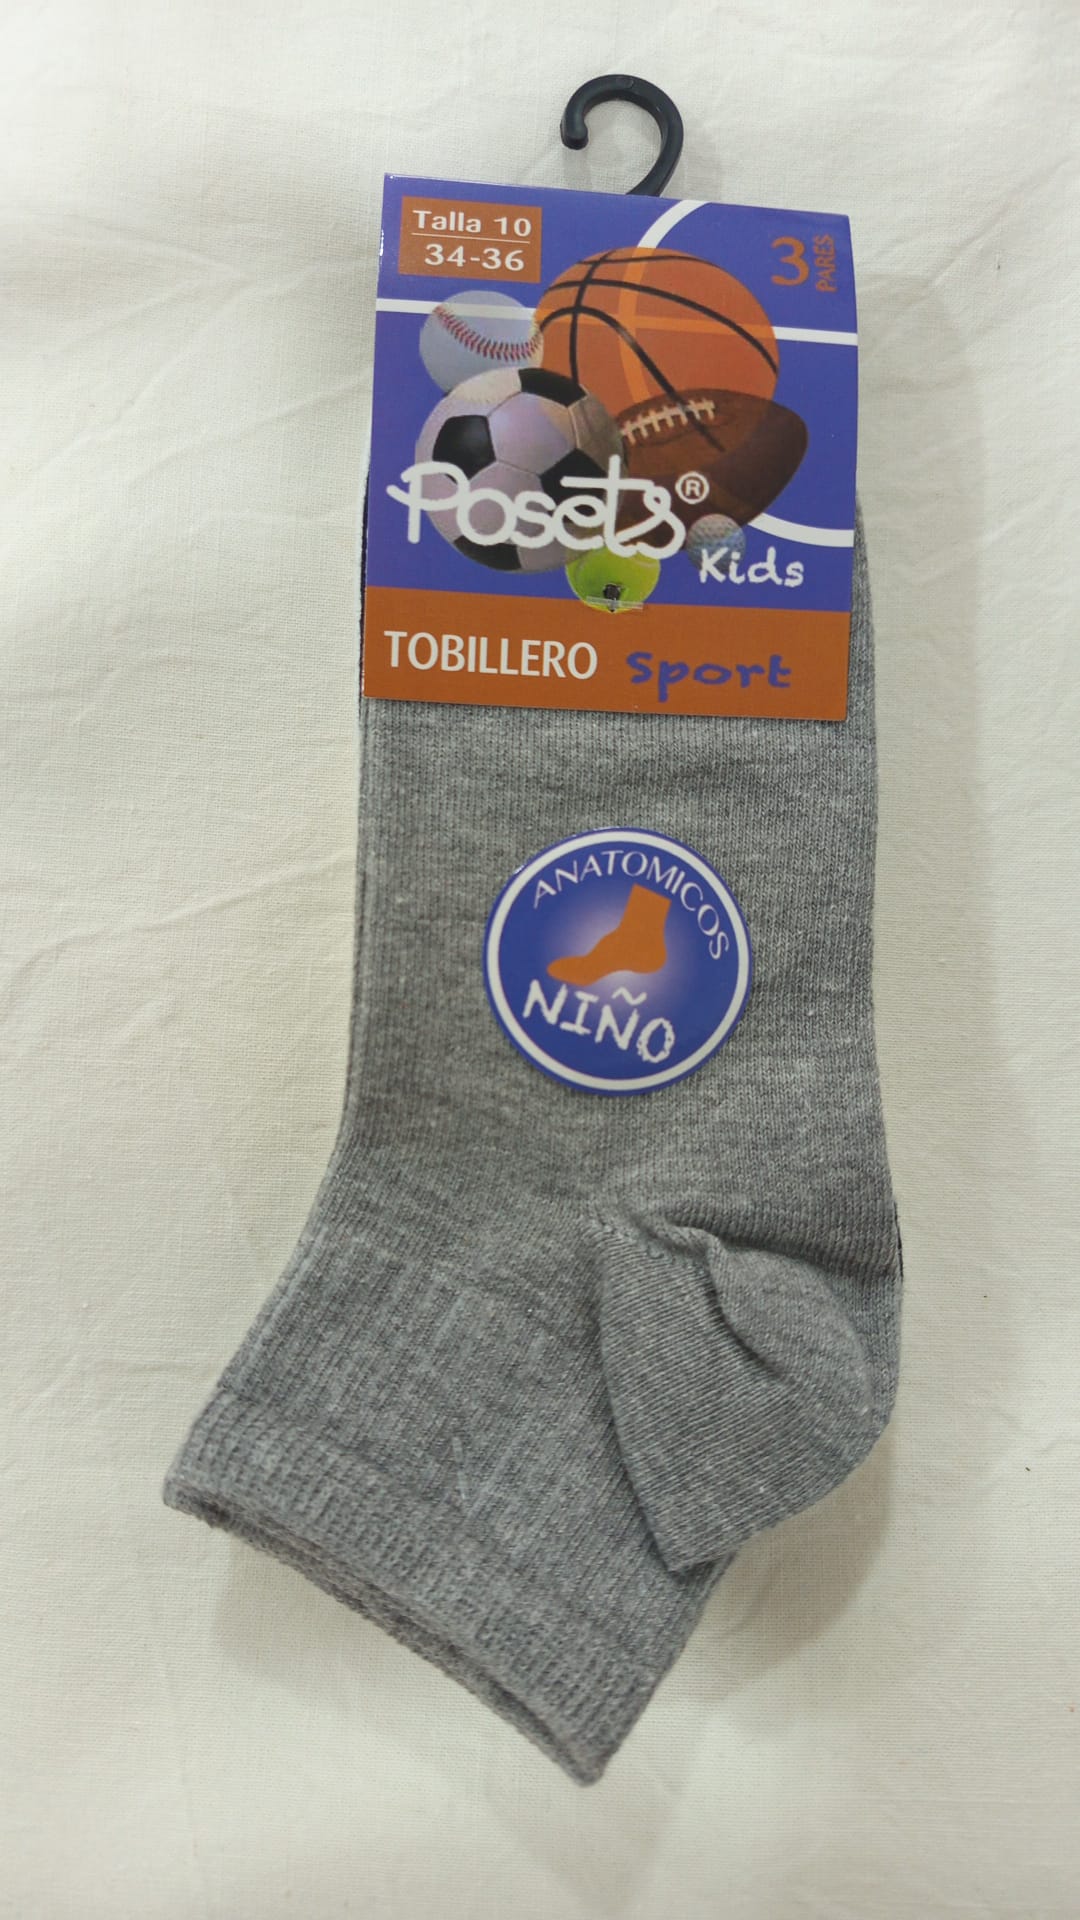 Talla 10
34-36
3 PARES
Posets®
Kids
TOBILLERO sport
ANATOMICOS
NIÑO